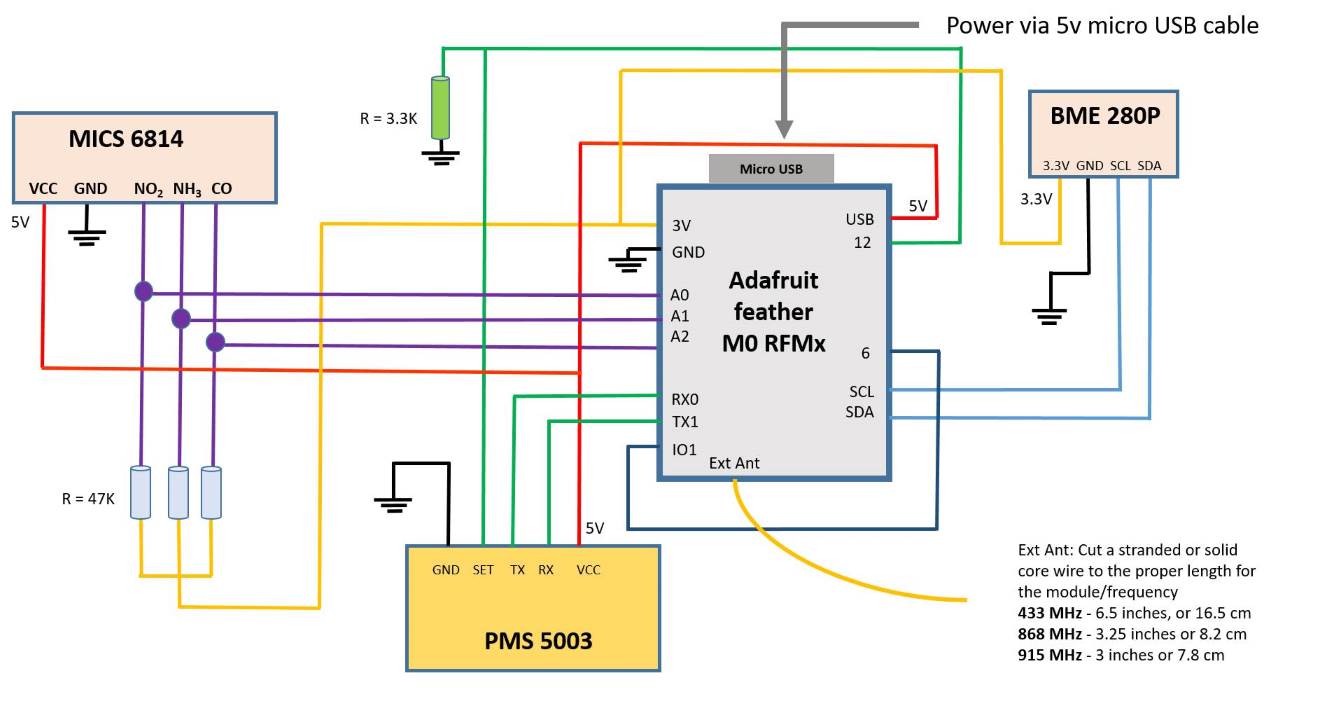 Power via 5v micro USB cable
MICS 6814
VCC GND NO₂ NH₃ CO
5V
R = 3.3K
Micro USB
BME 280P
3.3V GND SCL SDA
3.3V
5V
3V
GND
A0
A1
A2
RX0
TX1
IO1
USB
12
6
SCL
SDA
Adafruit
feather
M0 RFMx
Ext Ant
R = 47K
5V
GND SET TX RX VCC
PMS 5003
Ext Ant: Cut a stranded or solid
core wire to the proper length for
the module/frequency
433 MHz - 6.5 inches, or 16.5 cm
868 MHz - 3.25 inches or 8.2 cm
915 MHz - 3 inches or 7.8 cm